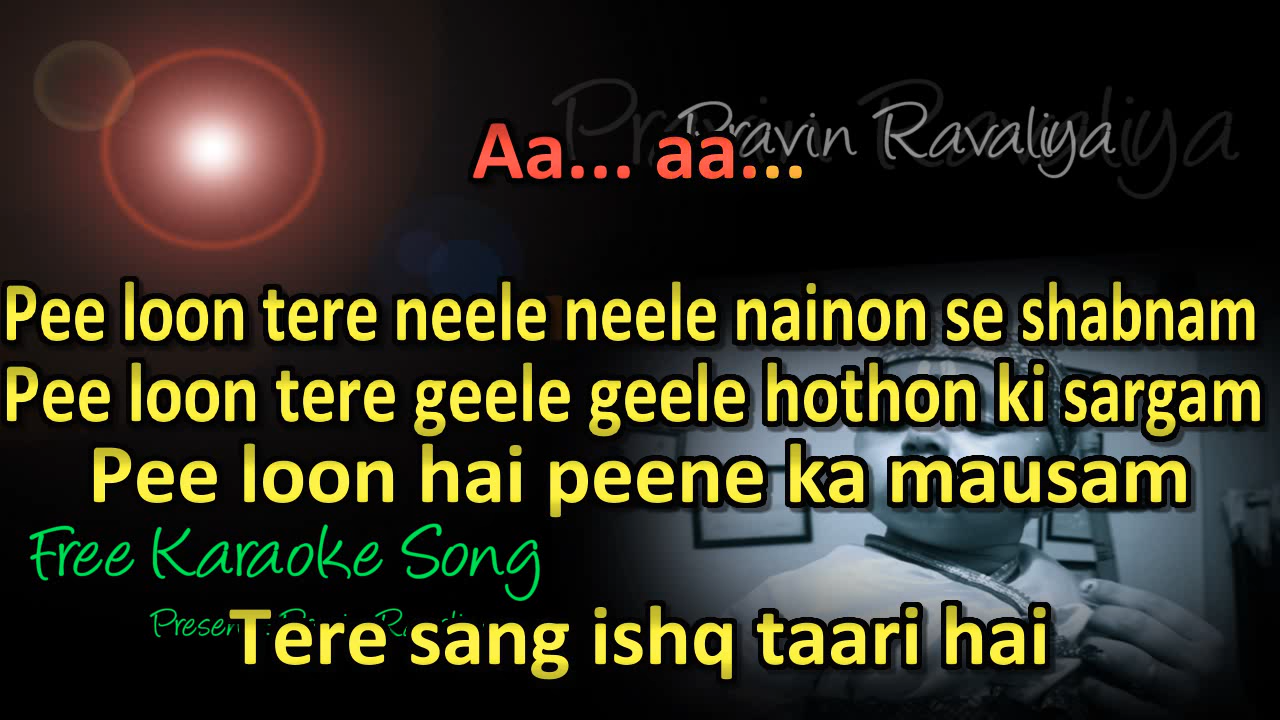 Pravin Ravaliya
Aa... aa...
Pee loon tere neele neele nainon se shabnam
Pee loon tere geele geele hothon ki sargam
Pee loon hai peene ka mausam
Free Karaoke Song
Tere sang ishq taari hai